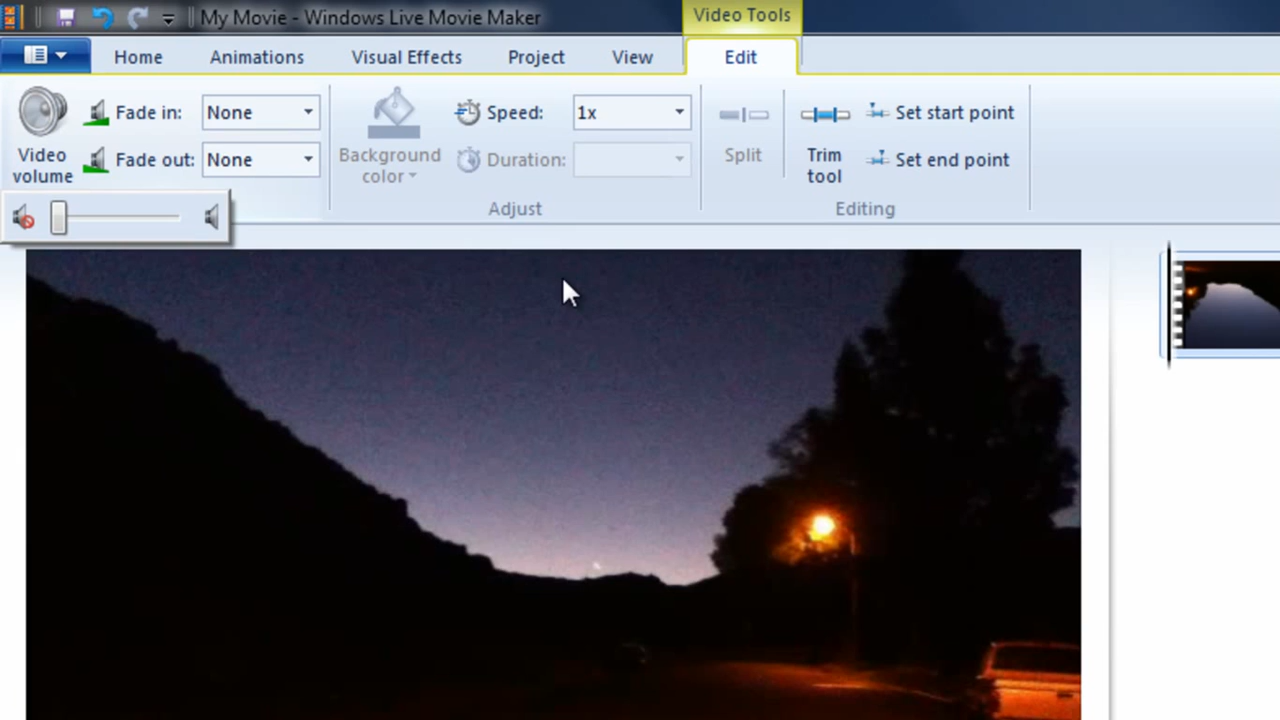 My Movie - Windows Live Movie Maker
Video Tools
Home Animations Visual Effects Project View Edit
Video volume
Fade in: None
Fade out: None
Background color
Speed: 1x
Duration:
Adjust
Split
Trim tool
Set start point
Set end point
Editing